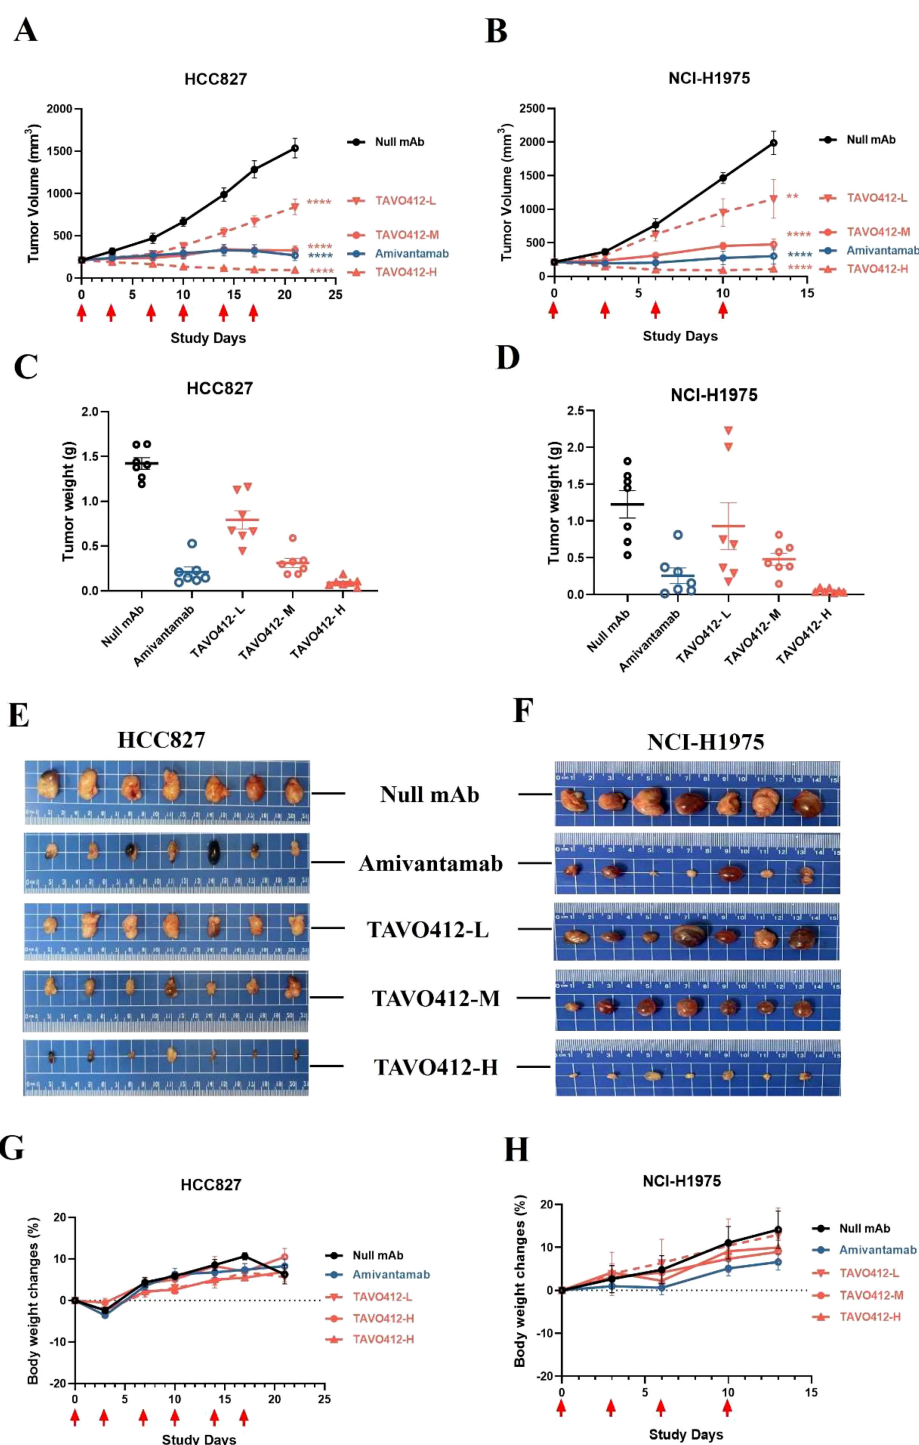 A
HCC827
Tumor Volume (mm3)
2000
1500
1000
500
0
0 5 10 15 20 25
Study Days
Null mAb
TAVO412-L
TAVO412-M
Amivantamab
TAVO412-H
****
****
****
****
B
NCI-H1975
Tumor Volume (mm3)
2500
2000
1500
1000
500
0
0 5 10 15
Study Days
Null mAb
TAVO412-L
TAVO412-M
Amivantamab
TAVO412-H
**
****
****
****
C
HCC827
Tumor weight (g)
2.0
1.5
1.0
0.5
0.0
Null mAb
Amivantamab
TAVO412- L
TAVO412- M
TAVO412- H
D
NCI-H1975
Tumor weight (g)
2.5
2.0
1.5
1.0
0.5
0.0
Null mAb
Amivantamab
TAVO412- L
TAVO412- M
TAVO412- H
E
HCC827
F
NCI-H1975
Null mAb
Amivantamab
TAVO412-L
TAVO412-M
TAVO412-H
G
HCC827
Body weight changes (%)
20
10
0
-10
-20
0 5 10 15 20 25
Study Days
Null mAb
Amivantamab
TAVO412-L
TAVO412-H
TAVO412-H
H
NCI-H1975
Body weight changes (%)
20
10
0
-10
-20
0 5 10 15
Study Days
Null mAb
Amivantamab
TAVO412-L
TAVO412-M
TAVO412-H